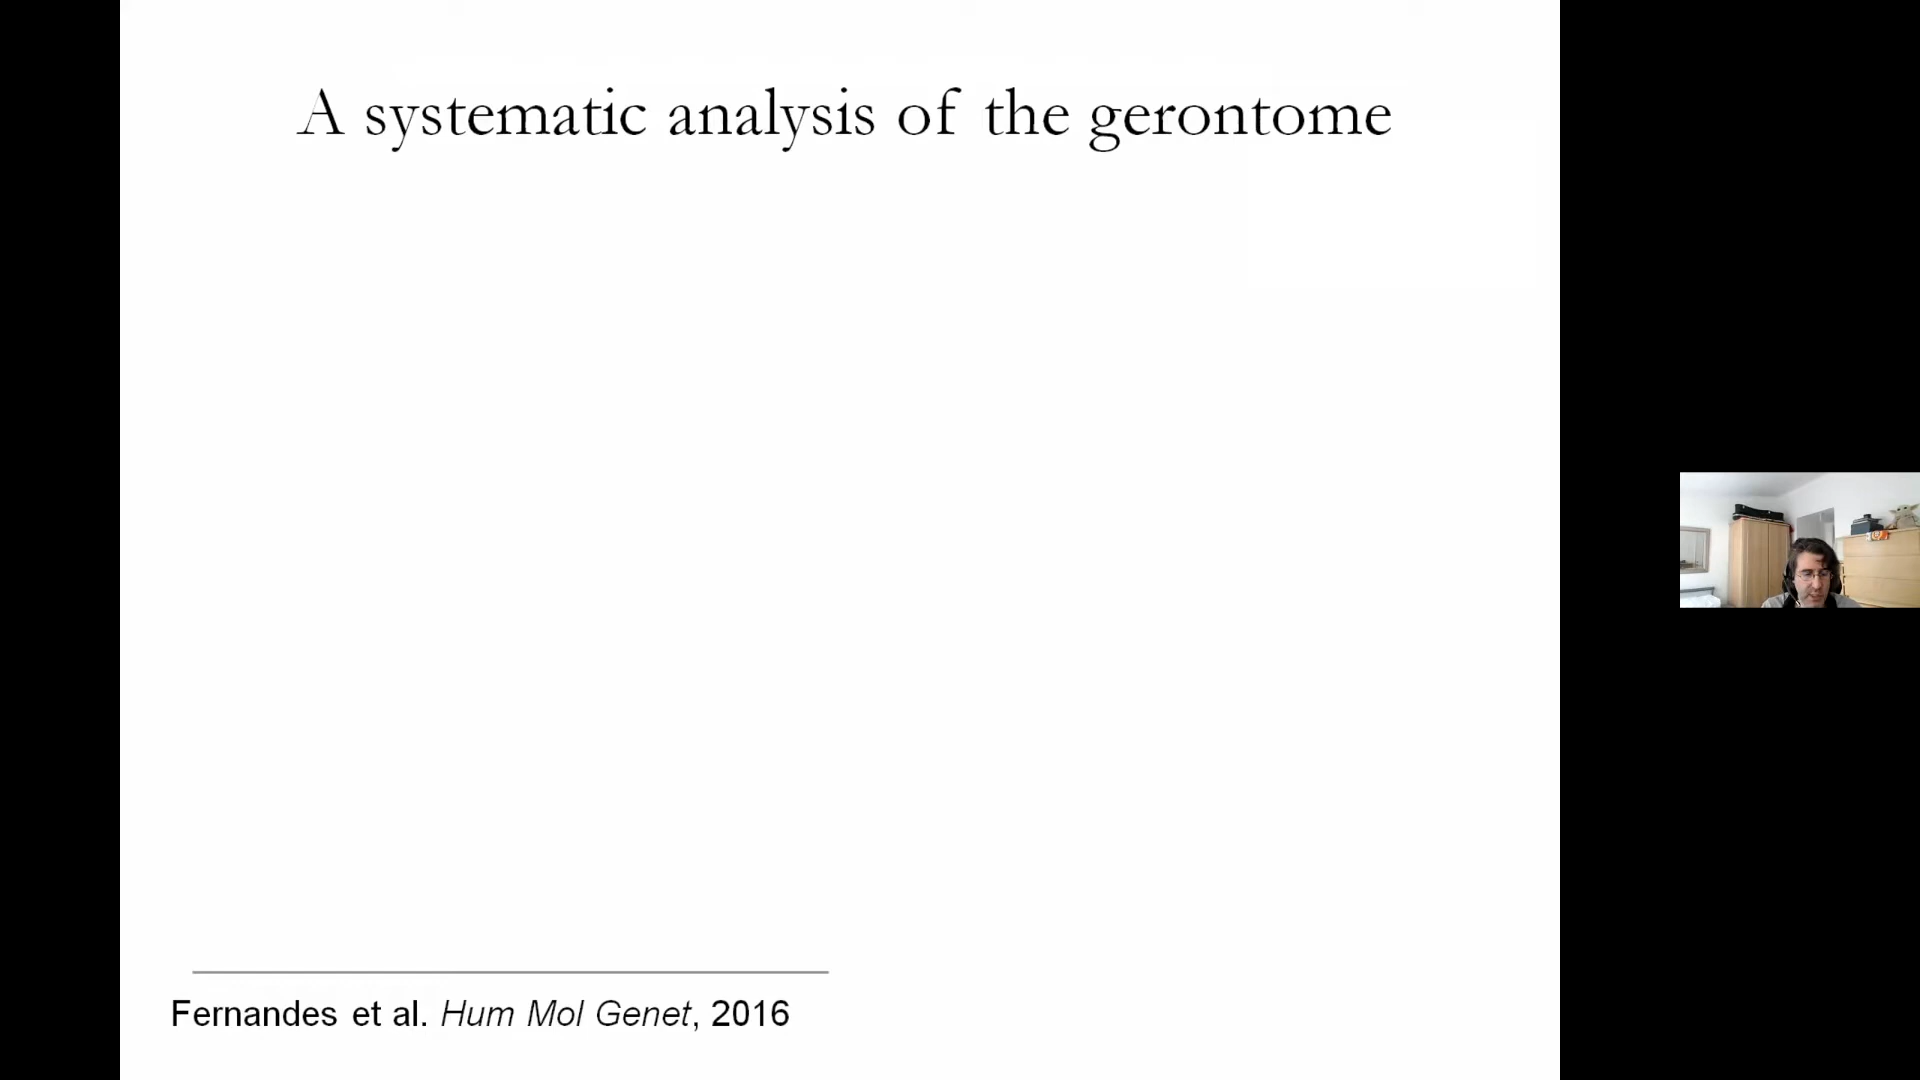 A systematic analysis of the gerontome
Fernandes et al. Hum Mol Genet, 2016